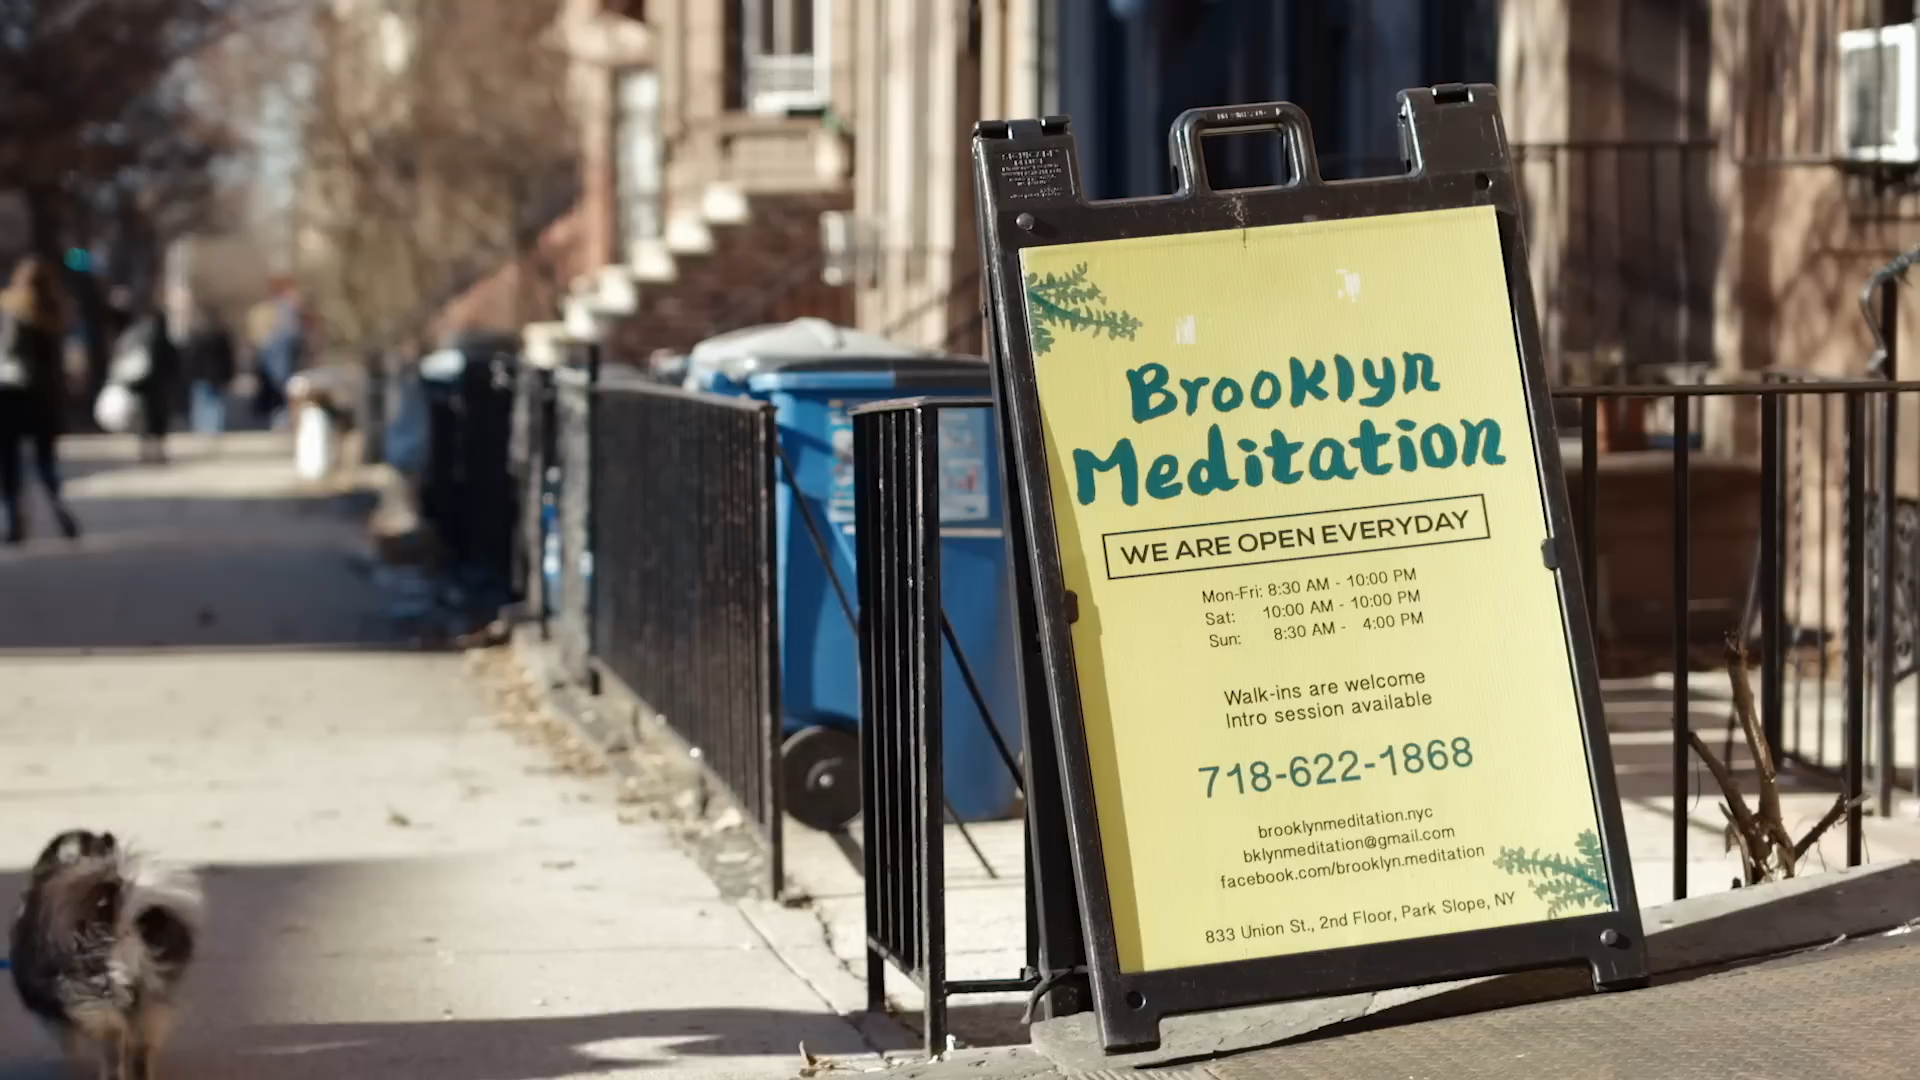 Brooklyn
Meditation
WE ARE OPEN EVERYDAY
Mon-Fri: 8:30 AM - 10:00 PM
Sat: 10:00 AM - 10:00 PM
Sun: 8:30 AM - 4:00 PM
Walk-ins are welcome
Intro session available
718-622-1868
brooklynmeditation.nyc
bklynmeditation@gmail.com
facebook.com/brooklyn.meditation
833 Union St., 2nd Floor, Park Slope, NY